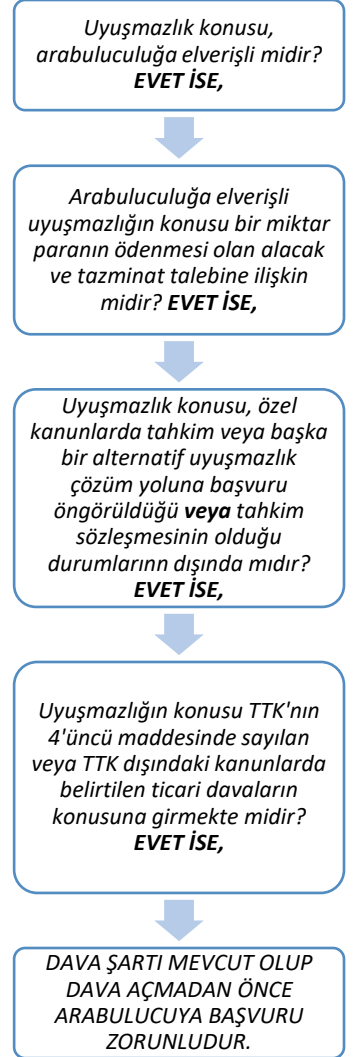 Uyuşmazlık konusu,
arabuluculuğa elverişli midir?
EVET İSE,
Arabuluculuğa elverişli
uyuşmazlığın konusu bir miktar
paranın ödenmesi olan alacak
ve tazminat talebine ilişkin
midir? EVET İSE,
Uyuşmazlık konusu, özel
kanunlarda tahkim veya başka
bir alternatif uyuşmazlık
çözüm yoluna başvuru
öngörüldüğü veya tahkim
sözleşmesinin olduğu
durumlarınn dışında mıdır?
EVET İSE,
Uyuşmazlığın konusu TTK'nın
4'üncü maddesinde sayılan
veya TTK dışındaki kanunlarda
belirtilen ticari davaların
konusuna girmekte midir?
EVET İSE,
DAVA ŞARTI MEVCUT OLUP
DAVA AÇMADAN ÖNCE
ARABULUCUYA BAŞVURU
ZORUNLUDUR.